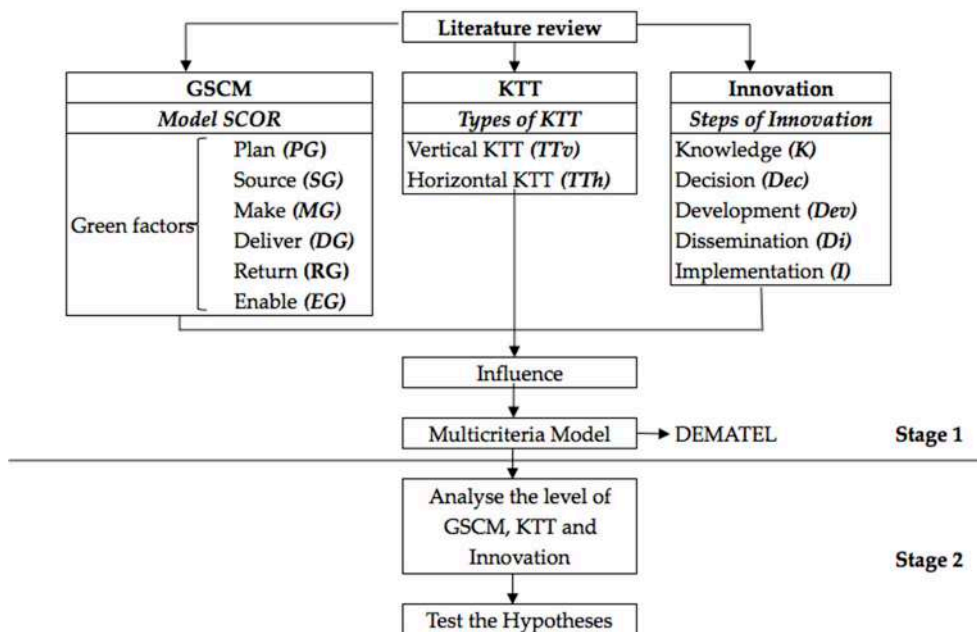 Literature review
GSCM
Model SCOR
Green factors
Plan (PG)
Source (SG)
Make (MG)
Deliver (DG)
Return (RG)
Enable (EG)
KTT
Types of KTT
Vertical KTT (TTv)
Horizontal KTT (TTh)
Innovation
Steps of Innovation
Knowledge (K)
Decision (Dec)
Development (Dev)
Dissemination (Di)
Implementation (I)
Influence
Multicriteria Model
DEMATEL
Stage 1
Analyse the level of
GSCM, KTT and
Innovation
Stage 2
Test the Hypotheses